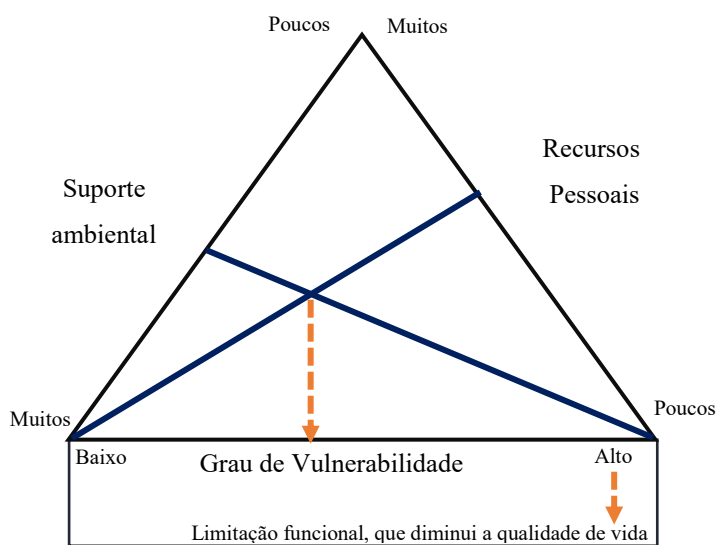 Poucos
Muitos
Recursos
Pessoais
Suporte
ambiental
Muitos
Poucos
Baixo
Grau de Vulnerabilidade
Alto
Limitação funcional, que diminui a qualidade de vida